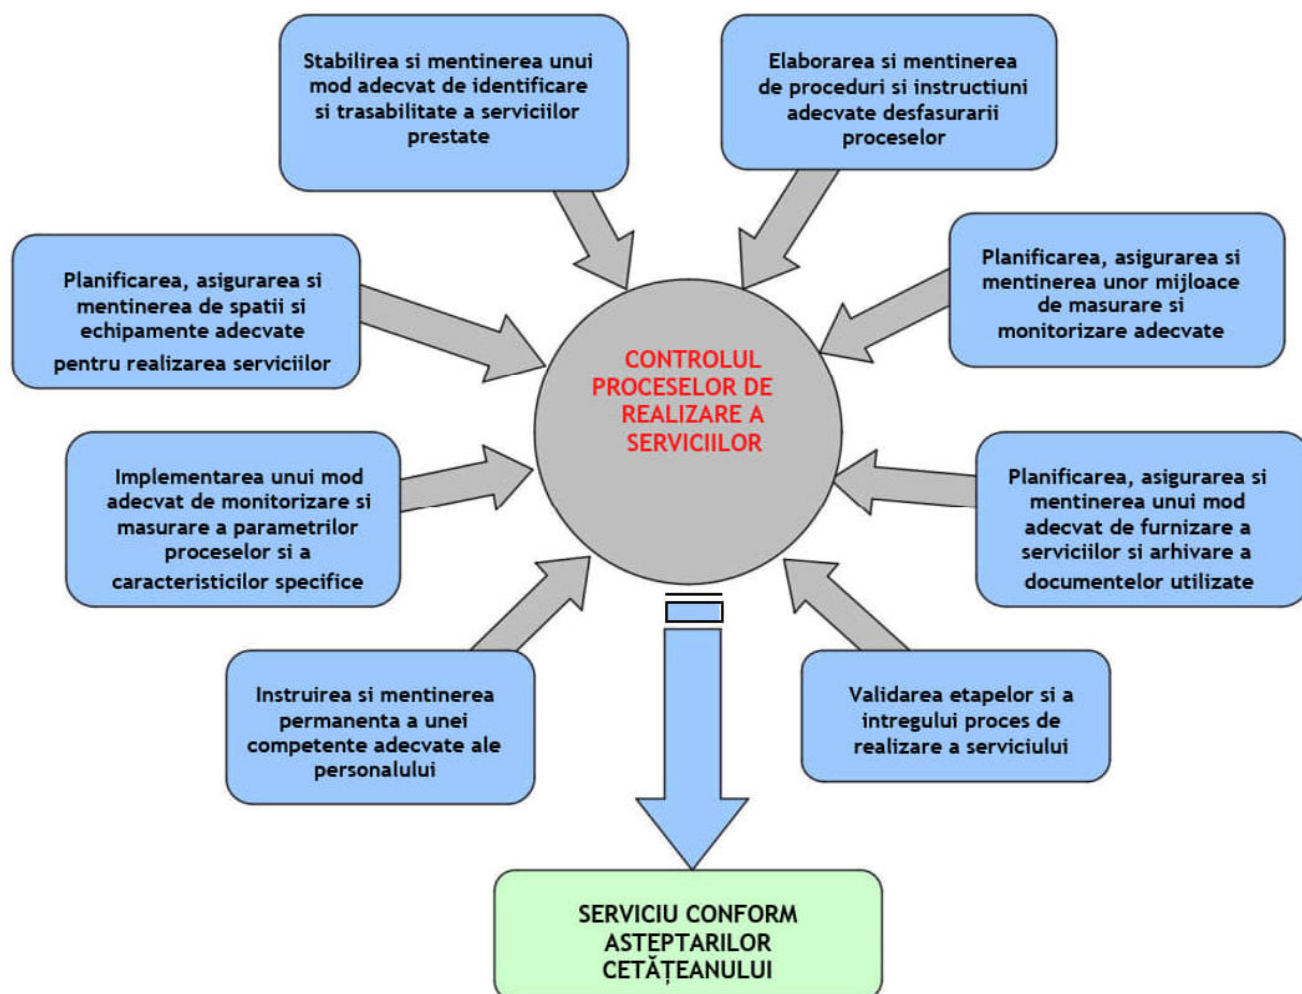 Stabilirea si mentinerea unui
mod adecvat de identificare
si trasabilitate a serviciilor
prestate
Elaborarea si mentinerea
de proceduri si instructiuni
adecvate desfasurarii
proceselor
Planificarea, asigurarea si
mentinerea de spatii si
echipamente adecvate
pentru realizarea serviciilor
Planificarea, asigurarea si
mentinerea unor mijloace
de masurare si
monitorizare adecvate
CONTROLUL
PROCESELOR DE
REALIZARE A
SERVICIILOR
Implementarea unui mod
adecvat de monitorizare si
masurare a parametrilor
proceselor si a
caracteristicilor specifice
Planificarea, asigurarea si
mentinerea unui mod
adecvat de furnizare a
serviciilor si arhivare a
documentelor utilizate
Instruirea si mentinerea
permanenta a unei
competente adecvate ale
personalului
Validarea etapelor si a
intregului proces de
realizare a serviciului
SERVICIU CONFORM
ASTEPTARILOR
CETĂȚEANULUI